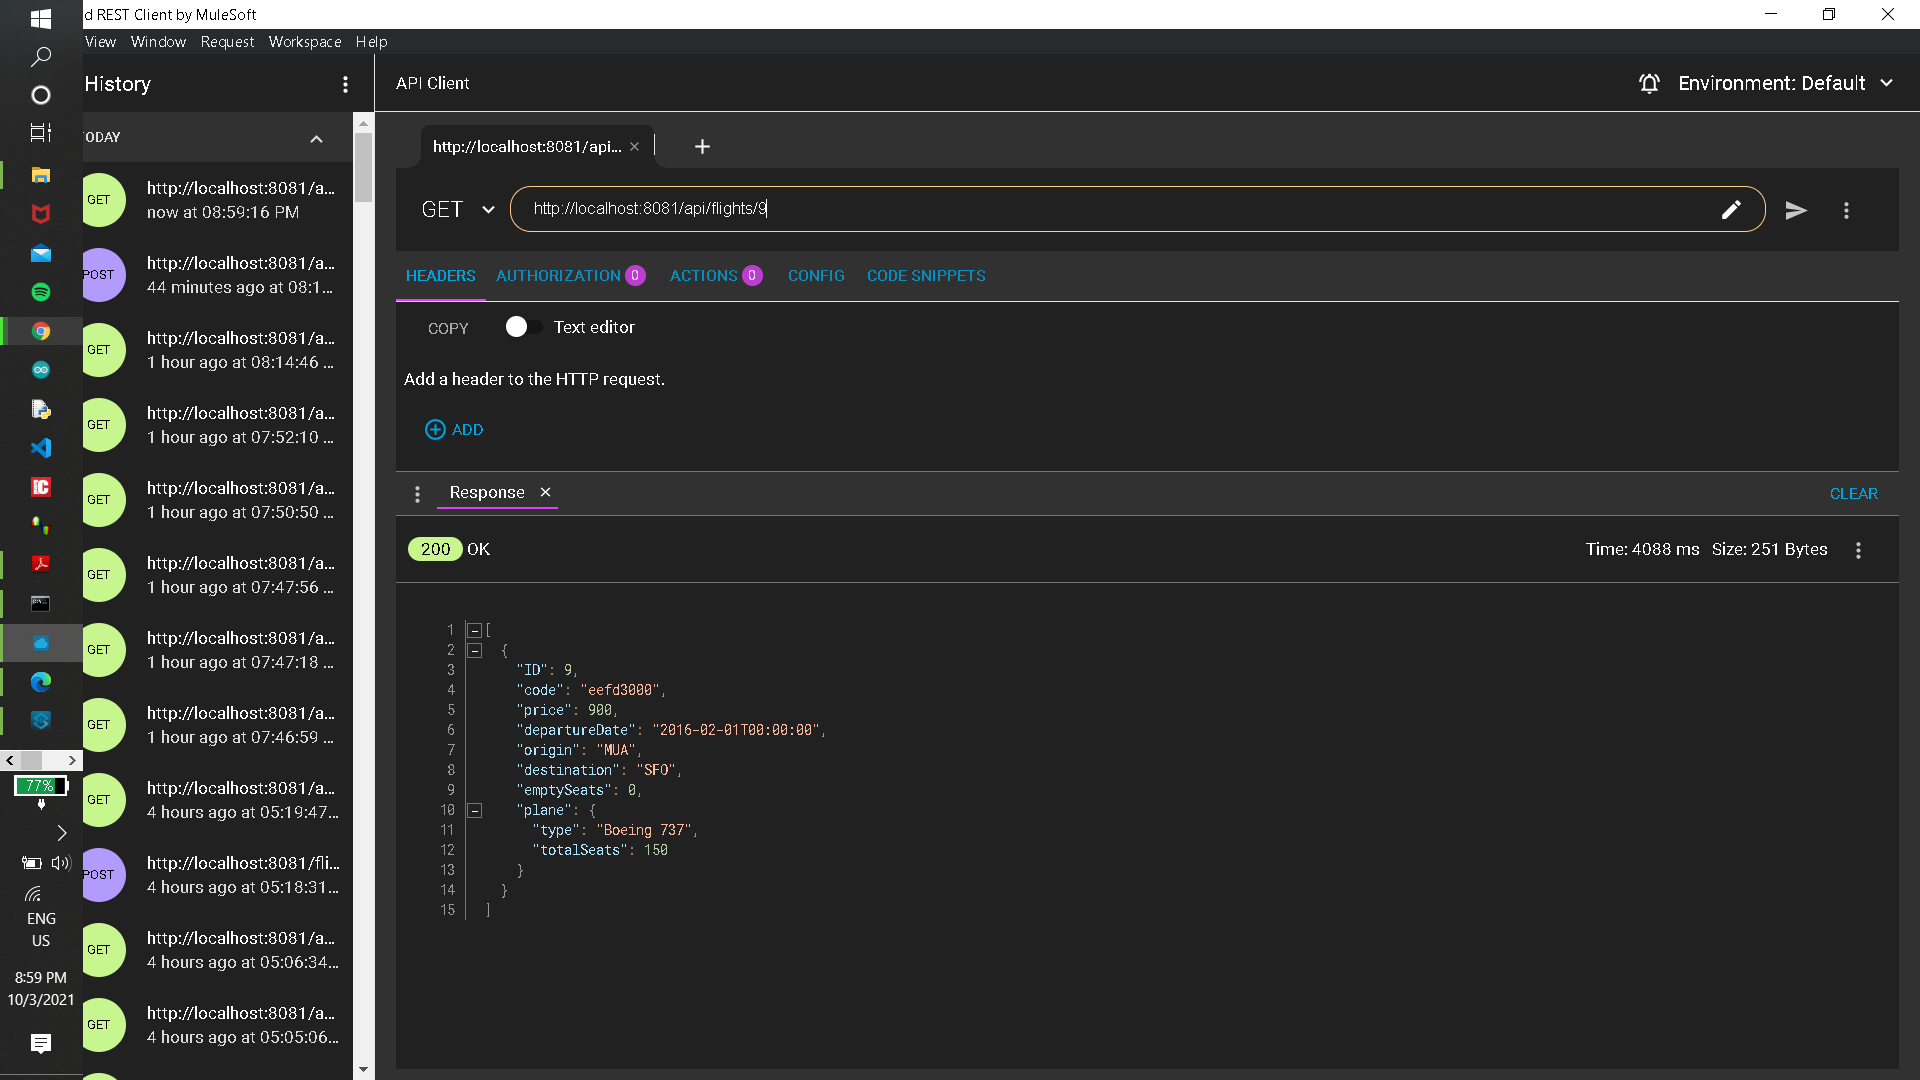 d REST Client by MuleSoft
View Window Request Workspace Help
History
API Client
Environment: Default
ODAY
http://localhost:8081/api...
GET
http://localhost:8081/a...
now at 08:59:16 PM
GET
http://localhost:8081/api/flights/9
POST
http://localhost:8081/a...
44 minutes ago at 08:1...
HEADERS AUTHORIZATION 0 ACTIONS 0 CONFIG CODE SNIPPETS
COPY Text editor
GET
http://localhost:8081/a...
1 hour ago at 08:14:46 ...
Add a header to the HTTP request.
GET
http://localhost:8081/a...
1 hour ago at 07:52:10 ...
ADD
GET
http://localhost:8081/a...
1 hour ago at 07:50:50 ...
Response
CLEAR
200 OK
Time: 4088 ms Size: 251 Bytes
GET
http://localhost:8081/a...
1 hour ago at 07:47:56 ...
GET
http://localhost:8081/a...
1 hour ago at 07:47:18 ...
GET
http://localhost:8081/a...
1 hour ago at 07:46:59 ...
GET
http://localhost:8081/a...
4 hours ago at 05:19:47...
POST
http://localhost:8081/fli...
4 hours ago at 05:18:31...
GET
http://localhost:8081/a...
4 hours ago at 05:06:34...
GET
http://localhost:8081/a...
4 hours ago at 05:05:06...
1 [
2 {
3 "ID": 9,
4 "code": "eefd3000",
5 "price": 900,
6 "departureDate": "2016-02-01T00:00:00",
7 "origin": "MUA",
8 "destination": "SFO",
9 "emptySeats": 0,
10 "plane": {
11 "type": "Boeing 737",
12 "totalSeats": 150
13 }
14 }
15 ]
77%
ENG
US
8:59 PM
10/3/2021